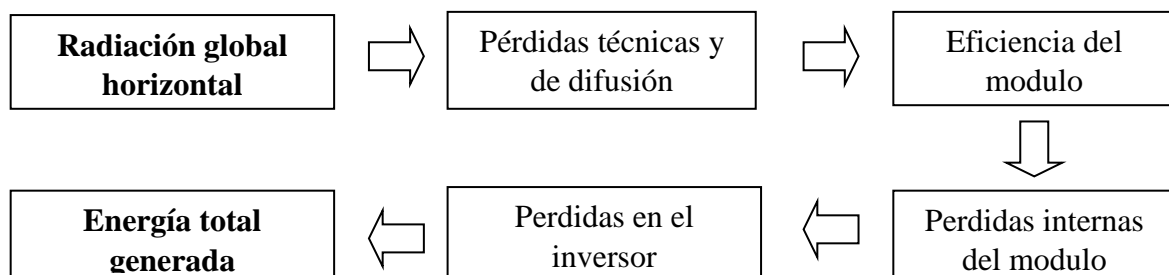 Radiación global
horizontal
Pérdidas técnicas y
de difusión
Eficiencia del
modulo
Perdidas internas
del modulo
Perdidas en el
inversor
Energía total
generada